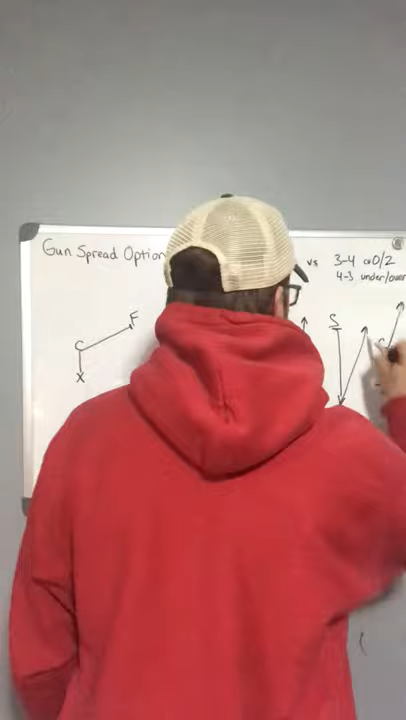 Gun Spread Option
vs 3-4 or 0/2
4-3 under/over
F S
C
X